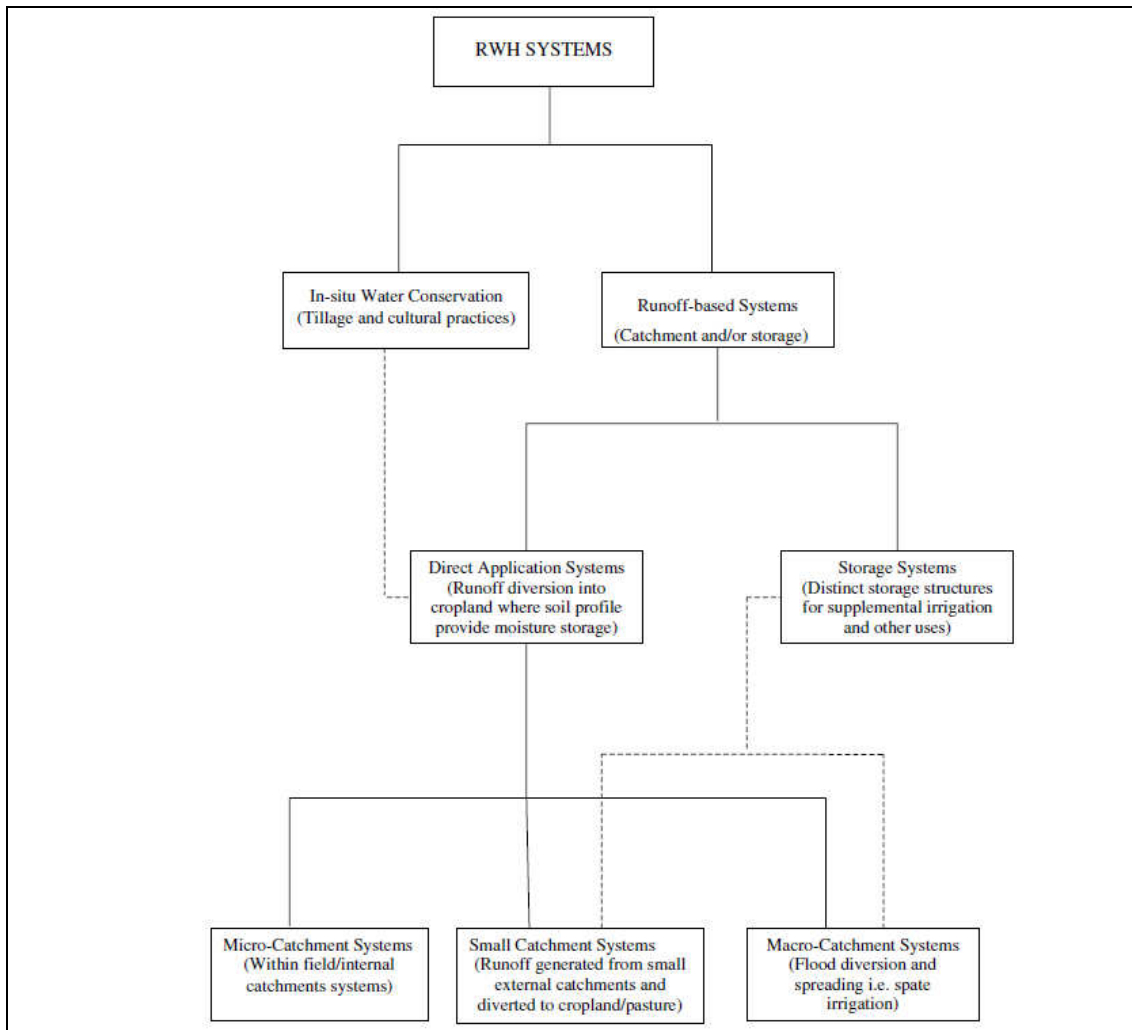 RWH SYSTEMS
In-situ Water Conservation
(Tillage and cultural practices)
Runoff-based Systems
(Catchment and/or storage)
Direct Application Systems
(Runoff diversion into
cropland where soil profile
provide moisture storage)
Storage Systems
(Distinct storage structures
for supplemental irrigation
and other uses)
Micro-Catchment Systems
(Within field/internal
catchments systems)
Small Catchment Systems
(Runoff generated from small
external catchments and
diverted to cropland/pasture)
Macro-Catchment Systems
(Flood diversion and
spreading i.e. spate
irrigation)